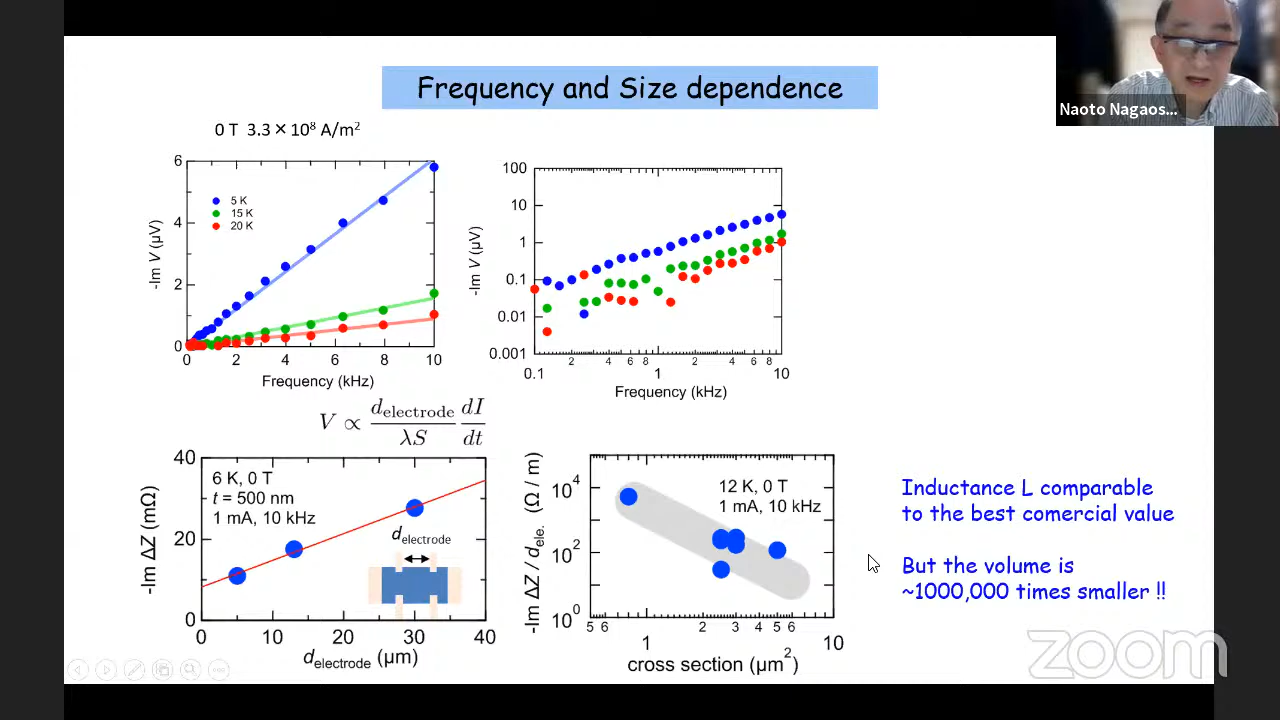 Frequency and Size dependence
Naoto Nagaos...
0 T 3.3 × 10⁸ A/m²
6
4
2
0
-Im V (μV)
5 K
15 K
20 K
0 2 4 6 8 10
Frequency (kHz)
100
10
1
0.1
0.01
0.001
-Im V (μV)
2 4 6 8 2 4 6 8
0.1 1 10
Frequency (kHz)
V ∝ d_electrode/λS dI/dt
40
20
0
-Im ΔZ (mΩ)
6 K, 0 T
t = 500 nm
1 mA, 10 kHz
d_electrode
0 10 20 30 40
d_electrode (μm)
10⁴
10²
10⁰
-Im ΔZ / d_ele. (Ω / m)
12 K, 0 T
1 mA, 10 kHz
5 6 2 3 4 5 6
1 10
cross section (μm²)
Inductance L comparable
to the best comercial value
But the volume is
~1000,000 times smaller !!
zoom